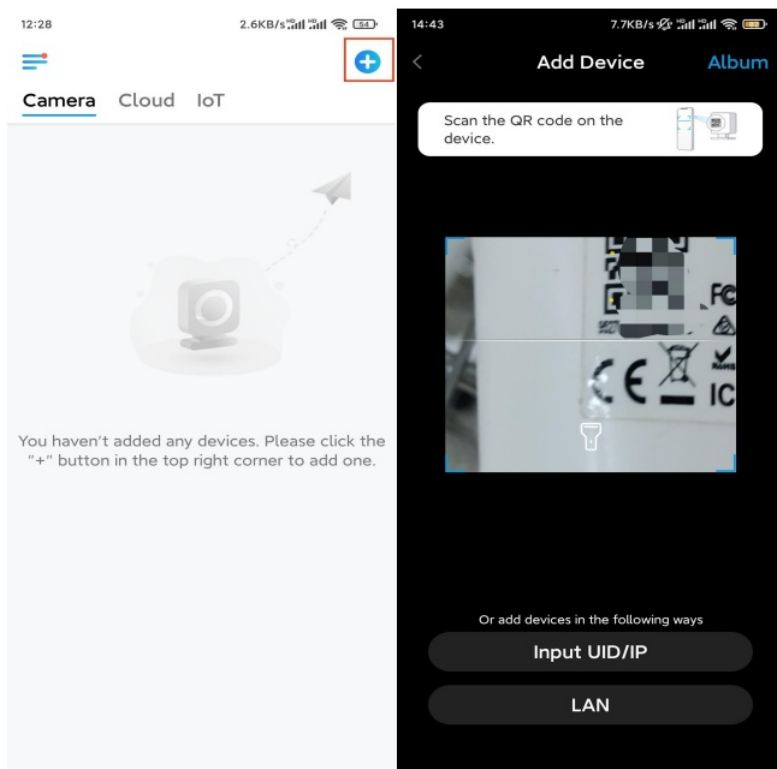 12:28
2.6KB/s
54
Camera Cloud IoT
You haven't added any devices. Please click the
"+" button in the top right corner to add one.
14:43
7.7KB/s
Add Device
Album
Scan the QR code on the
device.
FC
CE
IC
Or add devices in the following ways
Input UID/IP
LAN